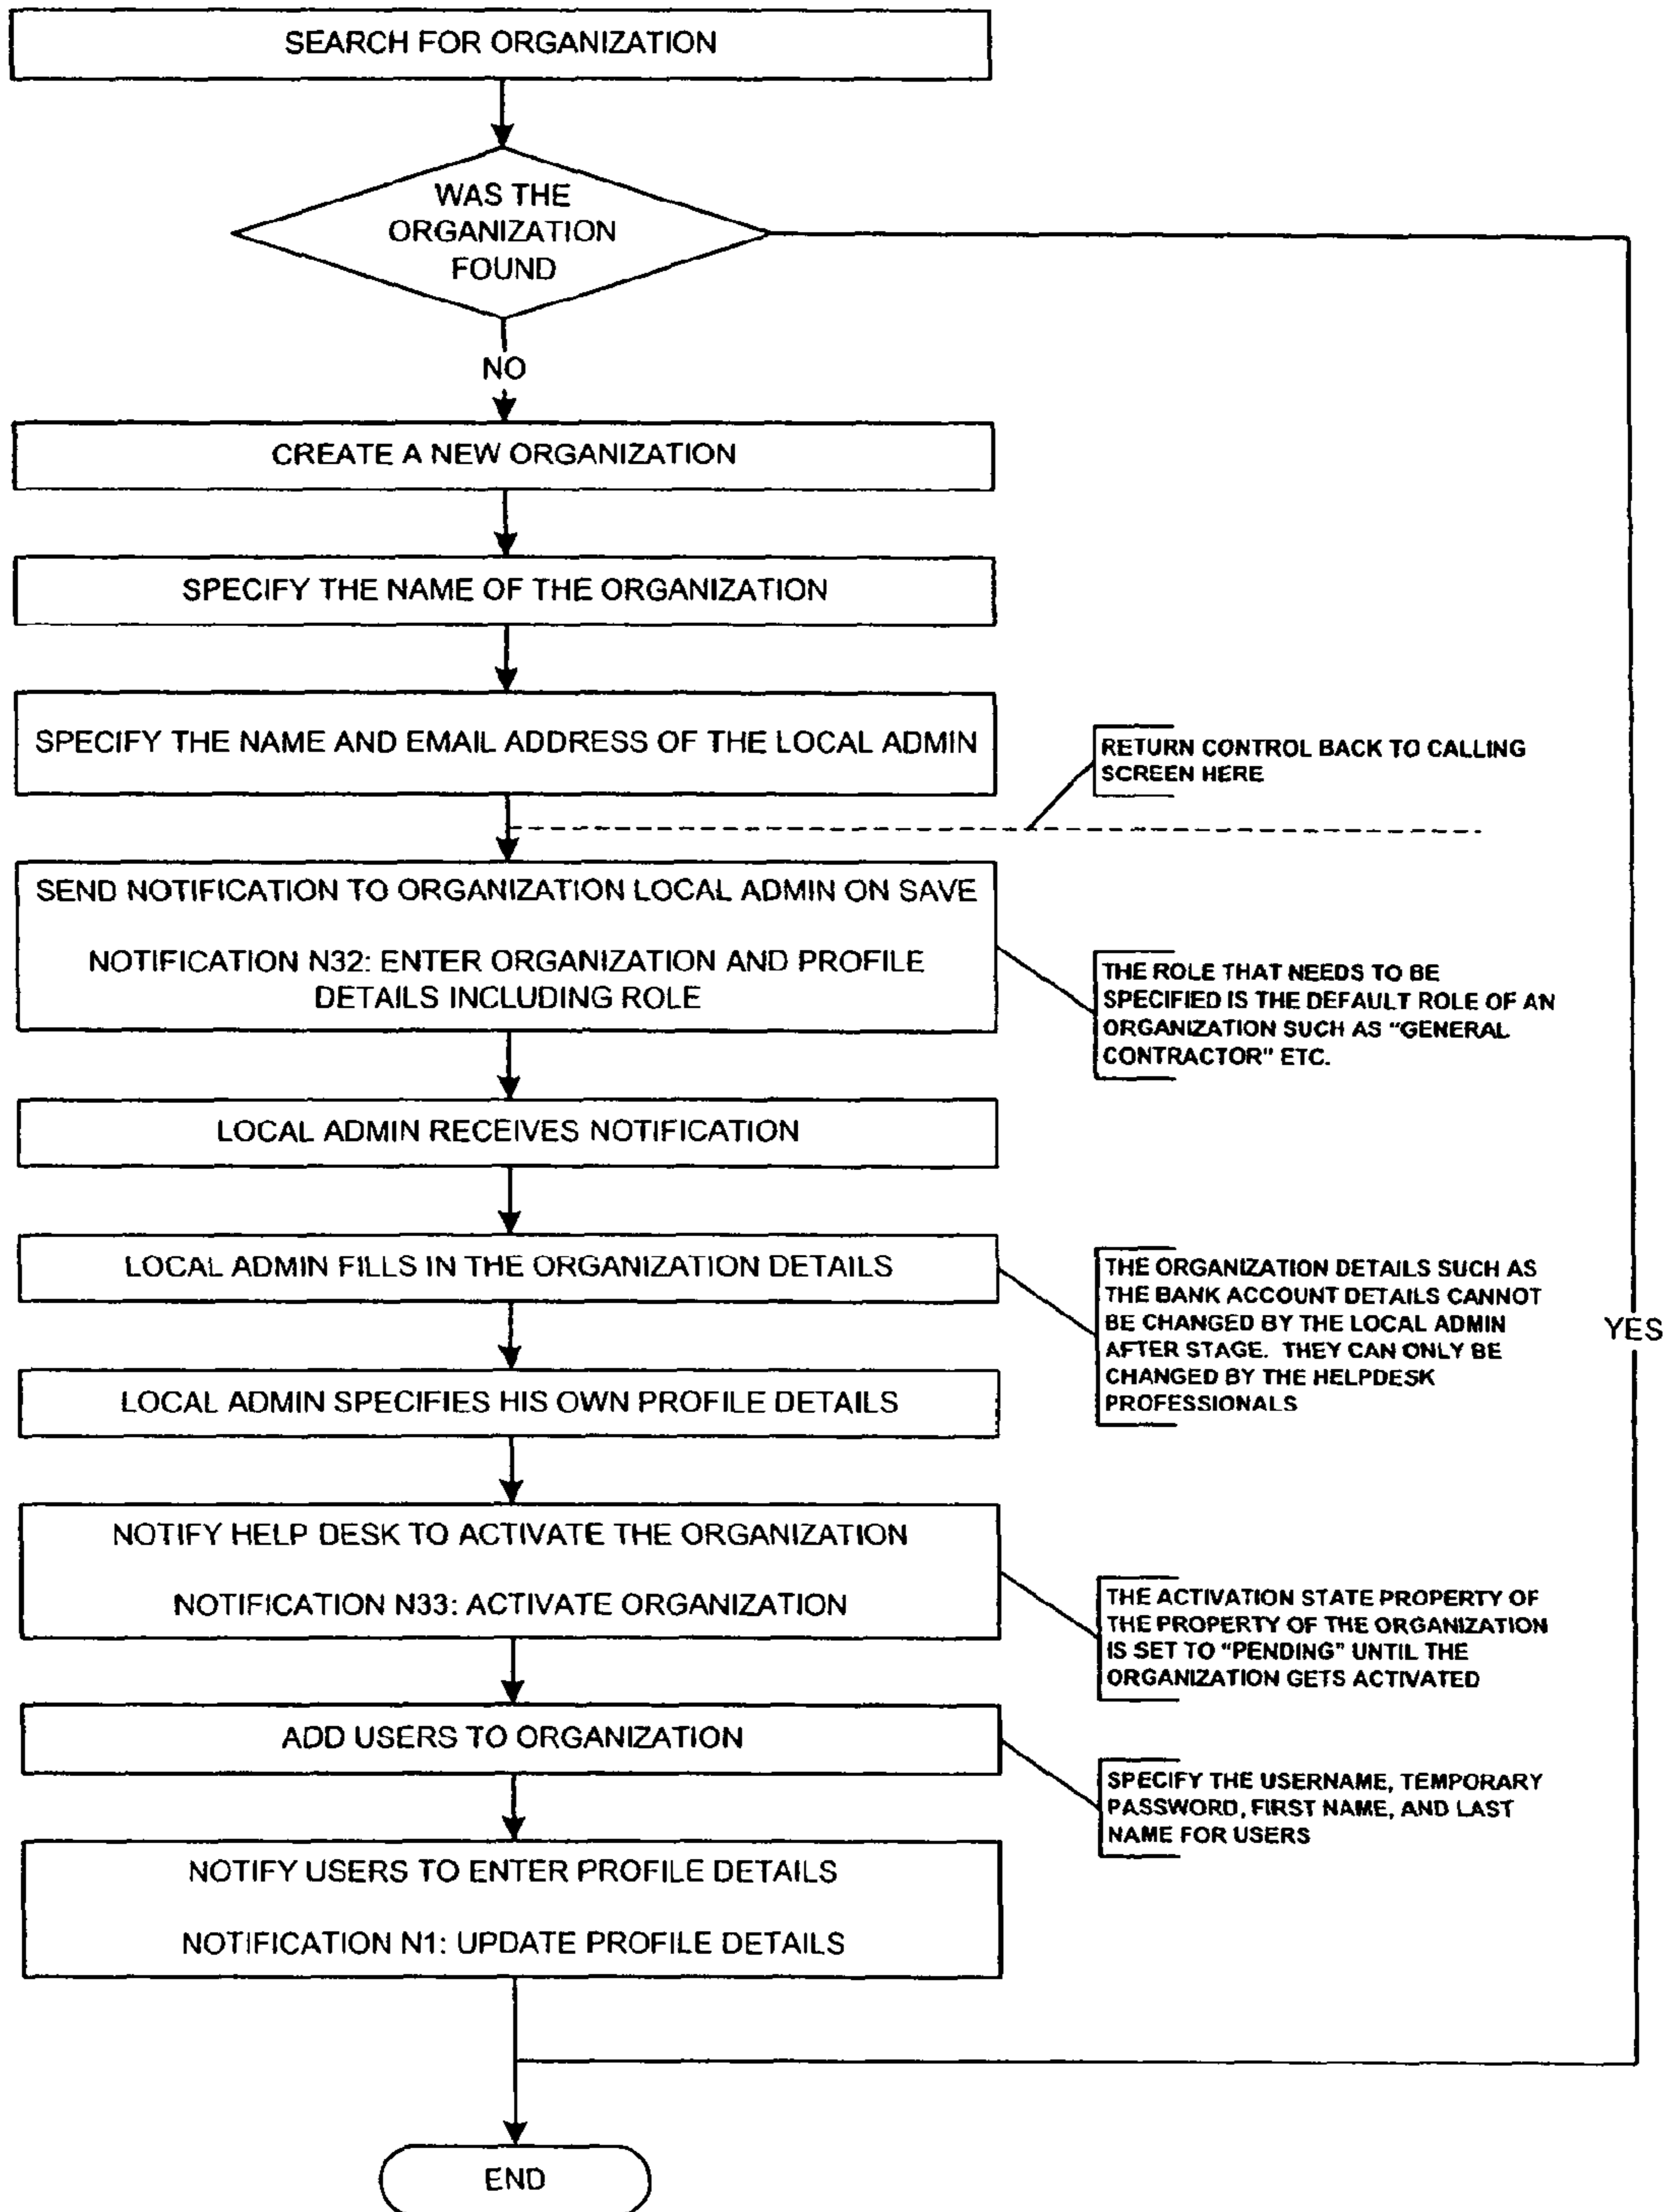 SEARCH FOR ORGANIZATION
WAS THE
ORGANIZATION
FOUND
NO
CREATE A NEW ORGANIZATION
SPECIFY THE NAME OF THE ORGANIZATION
SPECIFY THE NAME AND EMAIL ADDRESS OF THE LOCAL ADMIN
RETURN CONTROL BACK TO CALLING
SCREEN HERE
SEND NOTIFICATION TO ORGANIZATION LOCAL ADMIN ON SAVE
NOTIFICATION N32: ENTER ORGANIZATION AND PROFILE
DETAILS INCLUDING ROLE
THE ROLE THAT NEEDS TO BE
SPECIFIED IS THE DEFAULT ROLE OF AN
ORGANIZATION SUCH AS “GENERAL
CONTRACTOR” ETC.
LOCAL ADMIN RECEIVES NOTIFICATION
LOCAL ADMIN FILLS IN THE ORGANIZATION DETAILS
THE ORGANIZATION DETAILS SUCH AS
THE BANK ACCOUNT DETAILS CANNOT
BE CHANGED BY THE LOCAL ADMIN
AFTER STAGE. THEY CAN ONLY BE
CHANGED BY THE HELPDESK
PROFESSIONALS
YES
LOCAL ADMIN SPECIFIES HIS OWN PROFILE DETAILS
NOTIFY HELP DESK TO ACTIVATE THE ORGANIZATION
NOTIFICATION N33: ACTIVATE ORGANIZATION
THE ACTIVATION STATE PROPERTY OF
THE PROPERTY OF THE ORGANIZATION
IS SET TO “PENDING” UNTIL THE
ORGANIZATION GETS ACTIVATED
ADD USERS TO ORGANIZATION
SPECIFY THE USERNAME, TEMPORARY
PASSWORD, FIRST NAME, AND LAST
NAME FOR USERS
NOTIFY USERS TO ENTER PROFILE DETAILS
NOTIFICATION N1: UPDATE PROFILE DETAILS
END